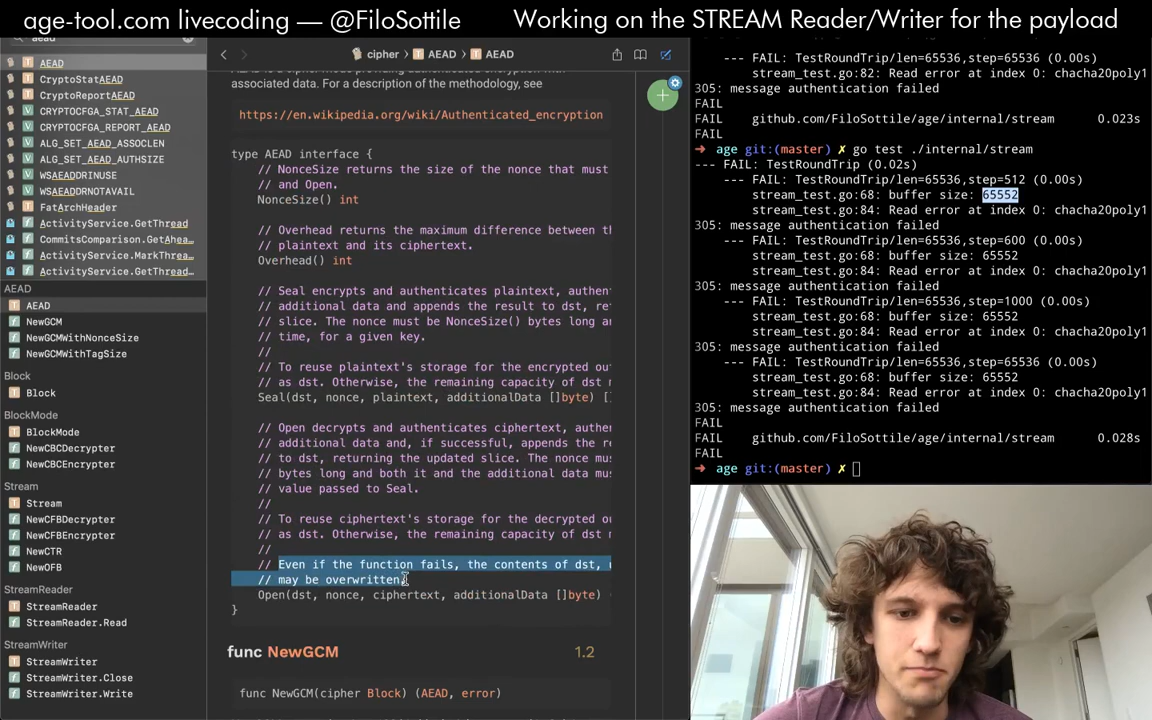 age-tool.com livecoding — @FiloSottile
Working on the STREAM Reader/Writer for the payload
aead
AEAD
CryptoStatAEAD
CryptoReportAEAD
CRYPTOCFGA_STAT_AEAD
CRYPTOCFGA_REPORT_AEAD
ALG_SET_AEAD_ASSOCLEN
ALG_SET_AEAD_AUTHSIZE
WSAEADDRINUSE
WSAEADDRNOTAVAIL
FatArchHeader
ActivityService.GetThread
CommitsComparison.GetAhea…
ActivityService.MarkThrea…
ActivityService.GetThread…
AEAD
AEAD
NewGCM
NewGCMWithNonceSize
NewGCMWithTagSize
Block
Block
BlockMode
BlockMode
NewCBCDecrypter
NewCBCEncrypter
Stream
Stream
NewCFBDecrypter
NewCFBEncrypter
NewCTR
NewOFB
StreamReader
StreamReader
StreamReader.Read
StreamWriter
StreamWriter
StreamWriter.Close
StreamWriter.Write
cipher > AEAD > AEAD
associated data. For a description of the methodology, see
https://en.wikipedia.org/wiki/Authenticated_encryption
type AEAD interface {
// NonceSize returns the size of the nonce that must
// and Open.
NonceSize() int
// Overhead returns the maximum difference between th
// plaintext and its ciphertext.
Overhead() int
// Seal encrypts and authenticates plaintext, authent
// additional data and appends the result to dst, ret
// slice. The nonce must be NonceSize() bytes long an
// time, for a given key.
//
// To reuse plaintext's storage for the encrypted out
// as dst. Otherwise, the remaining capacity of dst m
Seal(dst, nonce, plaintext, additionalData []byte) []
// Open decrypts and authenticates ciphertext, authen
// additional data and, if successful, appends the re
// to dst, returning the updated slice. The nonce mus
// bytes long and both it and the additional data mus
// value passed to Seal.
//
// To reuse ciphertext's storage for the decrypted ou
// as dst. Otherwise, the remaining capacity of dst m
//
// Even if the function fails, the contents of dst, u
// may be overwritten.
Open(dst, nonce, ciphertext, additionalData []byte) (
}
func NewGCM
1.2
func NewGCM(cipher Block) (AEAD, error)
--- FAIL: TestRoundTrip/len=65536,step=65536 (0.00s)
stream_test.go:82: Read error at index 0: chacha20poly1
305: message authentication failed
FAIL
FAIL github.com/FiloSottile/age/internal/stream 0.023s
FAIL
➜ age git:(master) ✗ go test ./internal/stream
--- FAIL: TestRoundTrip (0.02s)
--- FAIL: TestRoundTrip/len=65536,step=512 (0.00s)
stream_test.go:68: buffer size: 65552
stream_test.go:84: Read error at index 0: chacha20poly1
305: message authentication failed
--- FAIL: TestRoundTrip/len=65536,step=600 (0.00s)
stream_test.go:68: buffer size: 65552
stream_test.go:84: Read error at index 0: chacha20poly1
305: message authentication failed
--- FAIL: TestRoundTrip/len=65536,step=1000 (0.00s)
stream_test.go:68: buffer size: 65552
stream_test.go:84: Read error at index 0: chacha20poly1
305: message authentication failed
--- FAIL: TestRoundTrip/len=65536,step=65536 (0.00s)
stream_test.go:68: buffer size: 65552
stream_test.go:84: Read error at index 0: chacha20poly1
305: message authentication failed
FAIL
FAIL github.com/FiloSottile/age/internal/stream 0.028s
FAIL
➜ age git:(master) ✗